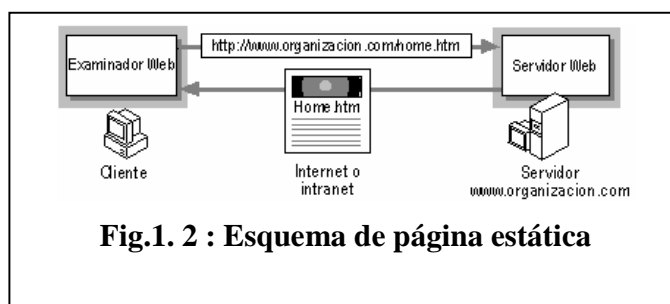 http://www.organizacion.com/home.htm
Examinador Web
Servidor Web
Home.htm
Cliente
Internet o
intranet
Servidor
www.organizacion.com
Fig.1. 2 : Esquema de página estática